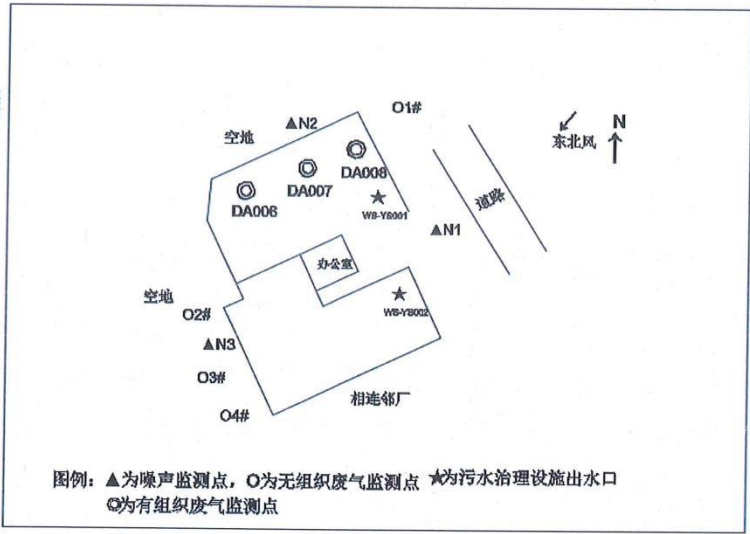 O1#
▲N2
空地
N
东北风
DA008
DA007
DA006
WS-YS001
道路
▲N1
办公室
空地
O2#
WS-YS002
▲N3
O3#
相连邻厂
O4#
图例：▲为噪声监测点，O为无组织废气监测点 ★为污水治理设施出水口
◎为有组织废气监测点